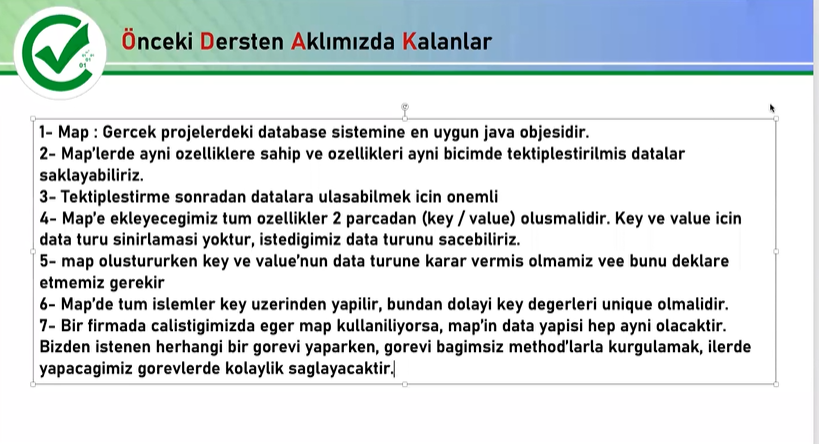 Önceki Dersten Aklımızda Kalanlar
1- Map : Gercek projelerdeki database sistemine en uygun java objesidir.
2- Map'lerde ayni ozelliklere sahip ve ozellikleri ayni bicimde tektiplestirilmis datalar
saklayabiliriz.
3- Tektiplestirme sonradan datalara ulasabilmek icin onemli
4- Map'e ekleyecegimiz tum ozellikler 2 parcadan (key / value) olusmalidir. Key ve value icin
data turu sinirlamasi yoktur, istedigimiz data turunu sacebiliriz.
5- map olustururken key ve value'nun data turune karar vermis olmamiz vee bunu deklare
etmemiz gerekir
6- Map'de tum islemler key uzerinden yapilir, bundan dolayi key degerleri unique olmalidir.
7- Bir firmada calistigimizda eger map kullaniliyorsa, map'in data yapisi hep ayni olacaktir.
Bizden istenen herhangi bir gorevi yaparken, gorevi bagimsiz method'larla kurgulamak, ilerde
yapacagimiz gorevlerde kolaylik saglayacaktir.